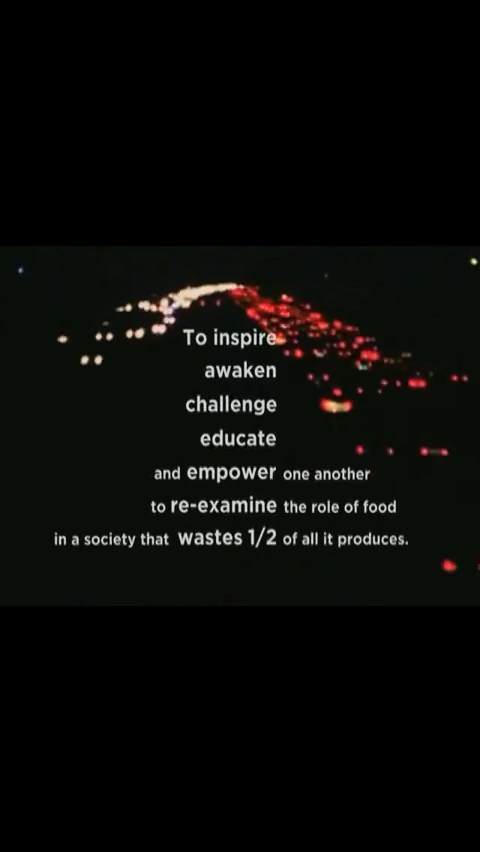 To inspire
awaken
challenge
educate
and empower one another
to re-examine the role of food
in a society that wastes 1/2 of all it produces.